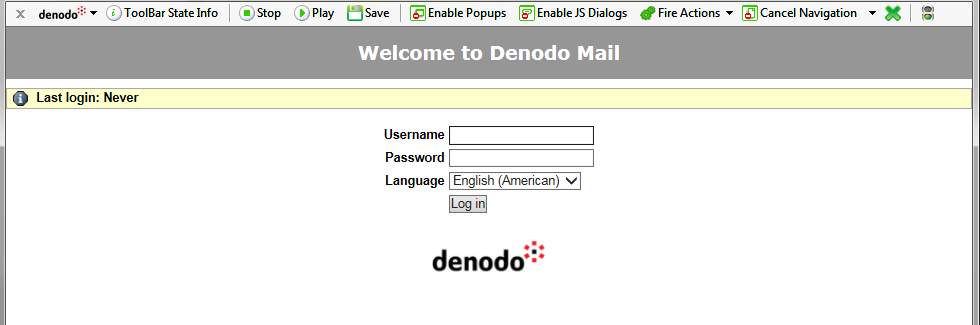 x denodo ToolBar State Info Stop Play Save Enable Popups Enable JS Dialogs Fire Actions Cancel Navigation
Welcome to Denodo Mail
Last login: Never
Username
Password
Language English (American)
Log in
denodo